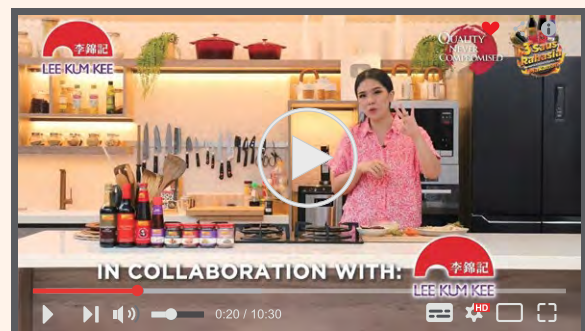 李錦記
LEE KUM KEE
QUALITY
NEVER
COMPROMISED
3 Saus
Rahasia
IN COLLABORATION WITH:
李錦記
LEE KUM KEE
0:20 / 10:30
HD